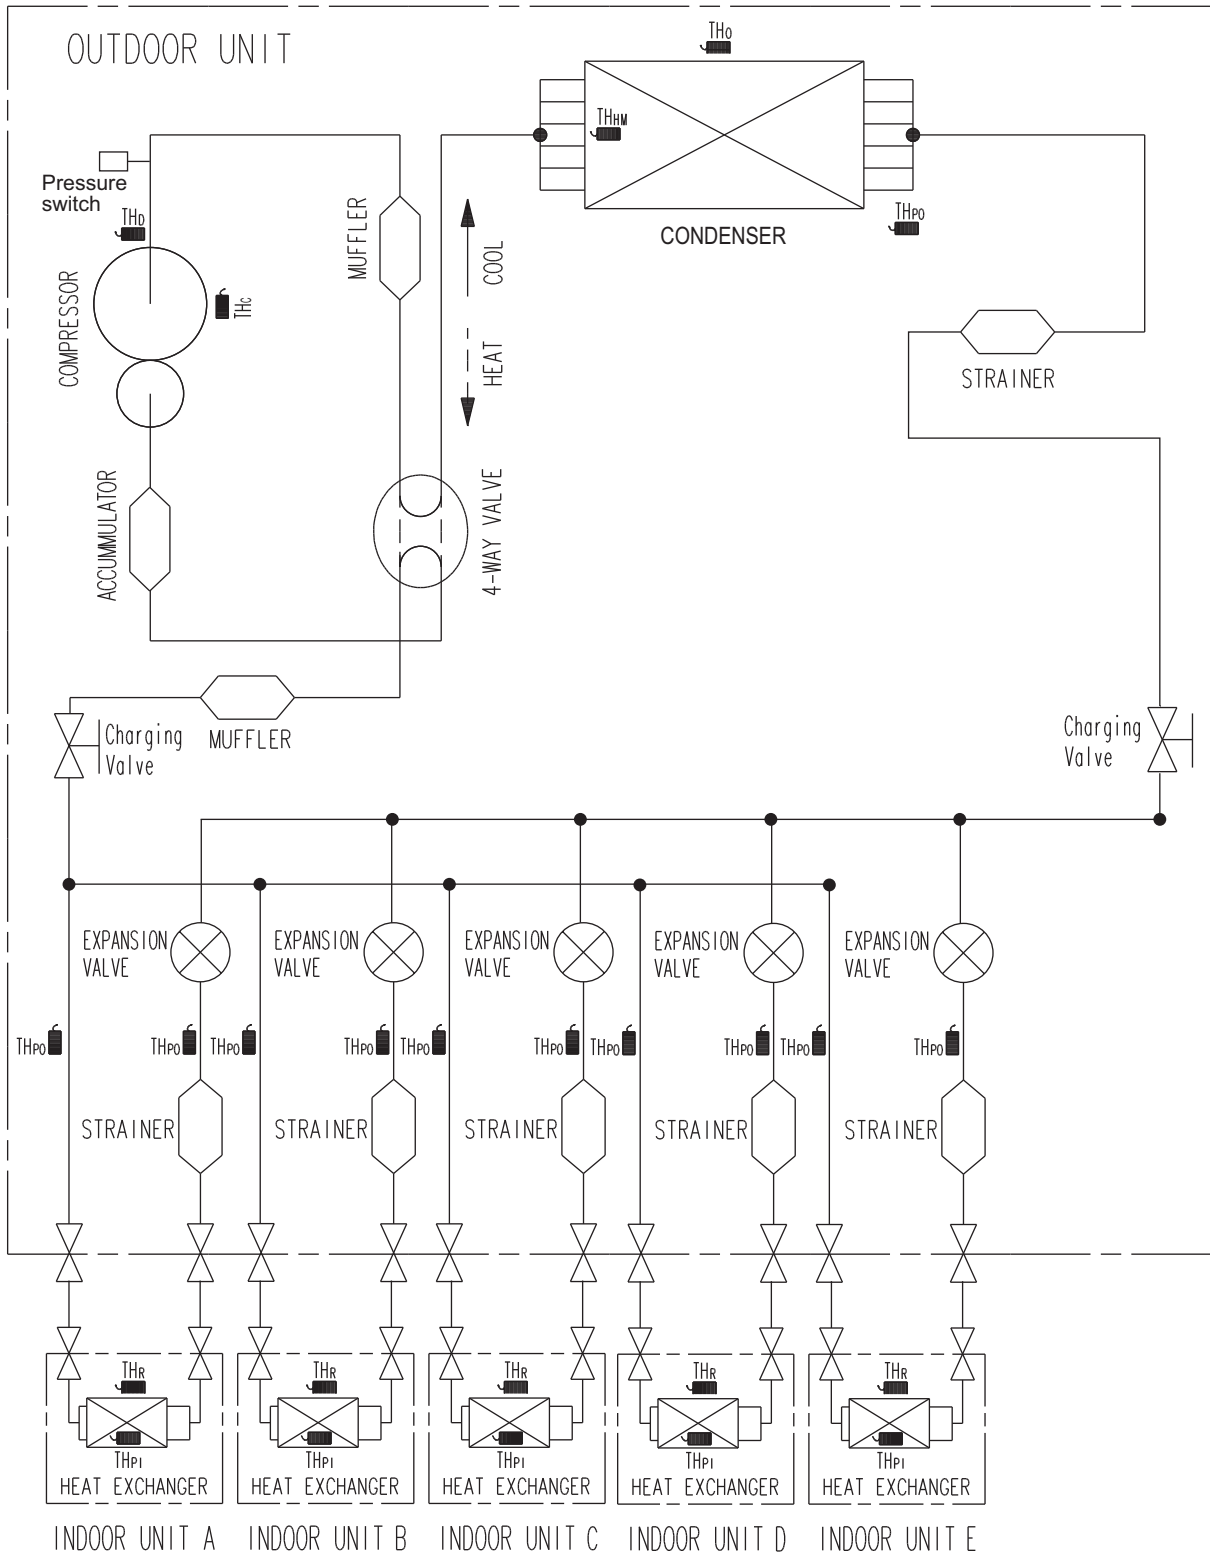 OUTDOOR UNIT
THO
THHM
Pressure
switch
THD
THC
COMPRESSOR
MUFFLER
COOL
HEAT
CONDENSER
THPO
STRAINER
ACCUMMULATOR
4-WAY VALVE
MUFFLER
Charging
Valve
Charging
Valve
EXPANSION
VALVE
EXPANSION
VALVE
EXPANSION
VALVE
EXPANSION
VALVE
EXPANSION
VALVE
THPO
THPO
THPO
THPO
THPO
THPO
THPO
THPO
THPO
THPO
STRAINER
STRAINER
STRAINER
STRAINER
STRAINER
THR
THR
THR
THR
THR
THPI
THPI
THPI
THPI
THPI
HEAT EXCHANGER
HEAT EXCHANGER
HEAT EXCHANGER
HEAT EXCHANGER
HEAT EXCHANGER
INDOOR UNIT A
INDOOR UNIT B
INDOOR UNIT C
INDOOR UNIT D
INDOOR UNIT E